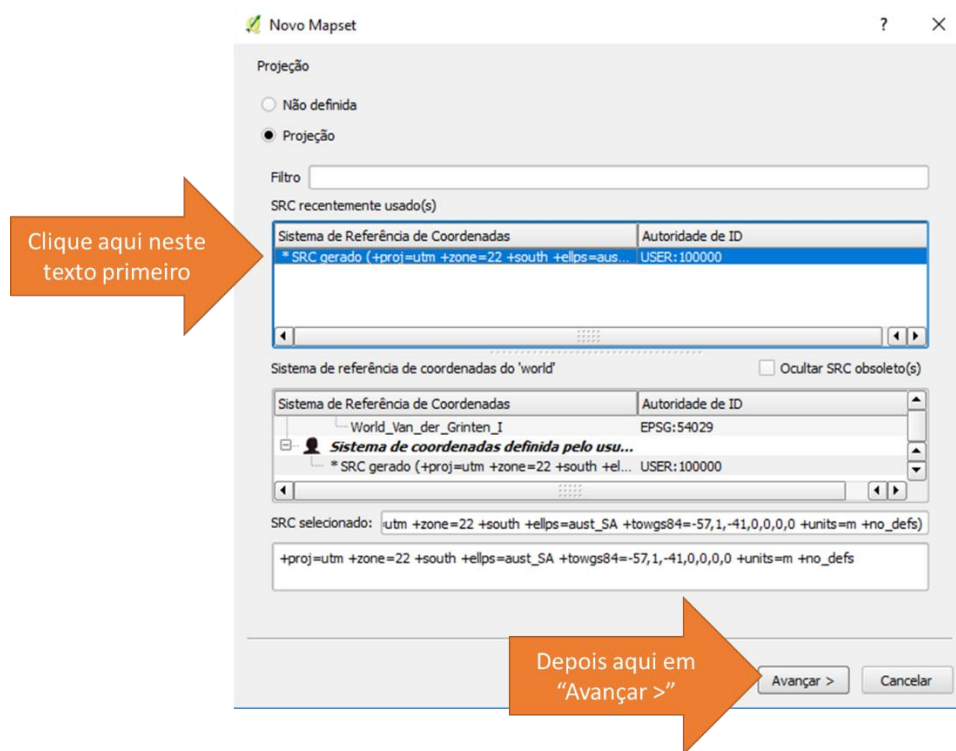 Novo Mapset
?
Projeção
Não definida
Projeção
Filtro
SRC recentemente usado(s)
Clique aqui neste
texto primeiro
Sistema de Referência de Coordenadas
Autoridade de ID
* SRC gerado (+proj=utm +zone=22 +south +ellps=aus...
USER:100000
Sistema de referência de coordenadas do 'world'
Ocultar SRC obsoleto(s)
Sistema de Referência de Coordenadas
Autoridade de ID
World_Van_der_Grinten_I
EPSG:54029
Sistema de coordenadas definida pelo usu...
* SRC gerado (+proj=utm +zone=22 +south +el...
USER:100000
SRC selecionado:
utm +zone=22 +south +ellps=aust_SA +towgs84=-57,1,-41,0,0,0,0 +units=m +no_defs)
+proj=utm +zone=22 +south +ellps=aust_SA +towgs84=-57,1,-41,0,0,0,0 +units=m +no_defs
Depois aqui em
“Avançar >”
Avançar >
Cancelar